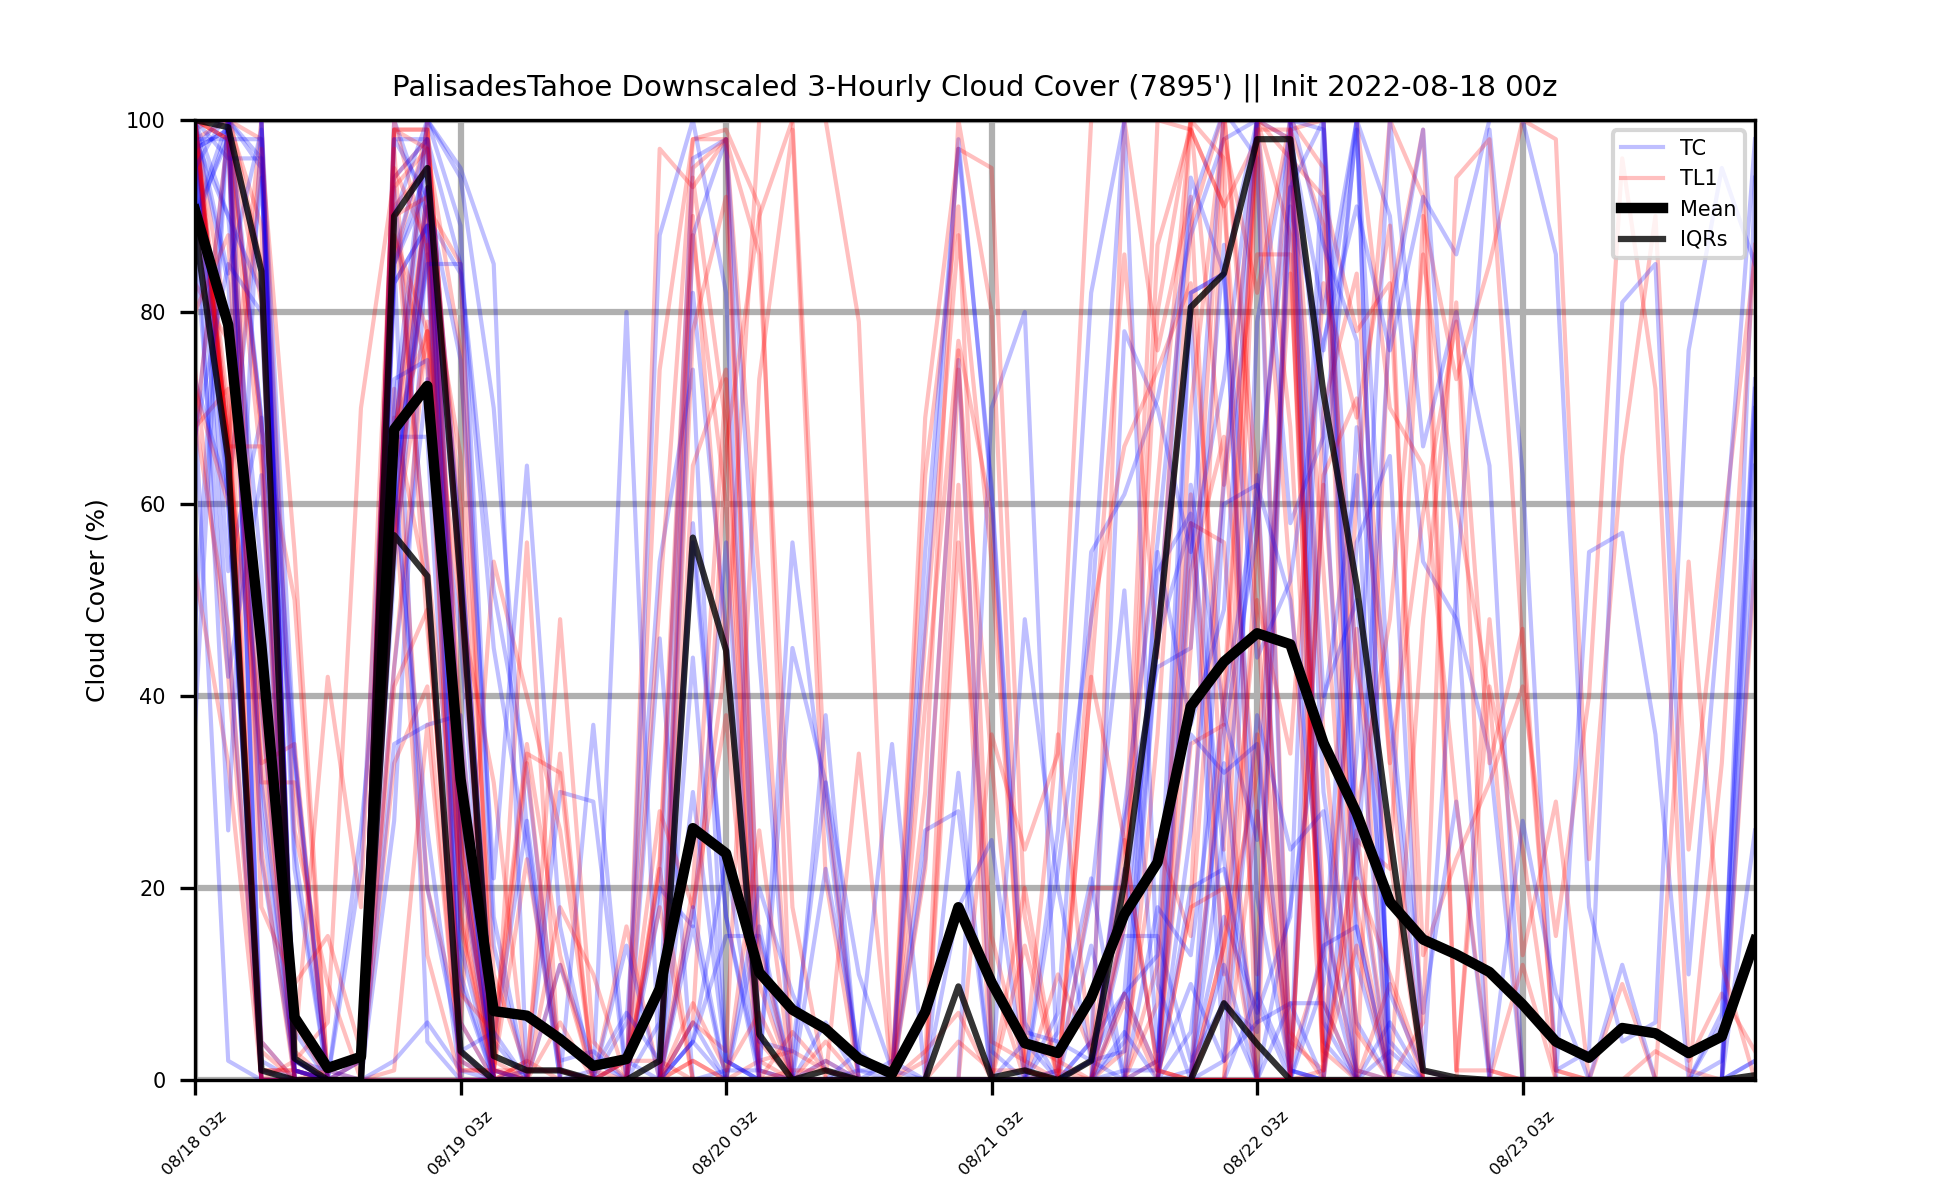 PalisadesTahoe Downscaled 3-Hourly Cloud Cover (7895') || Init 2022-08-18 00z
Cloud Cover (%)
100
80
60
40
20
0
TC
TL1
Mean
IQRs
08/18 03z
08/19 03z
08/20 03z
08/21 03z
08/22 03z
08/23 03z